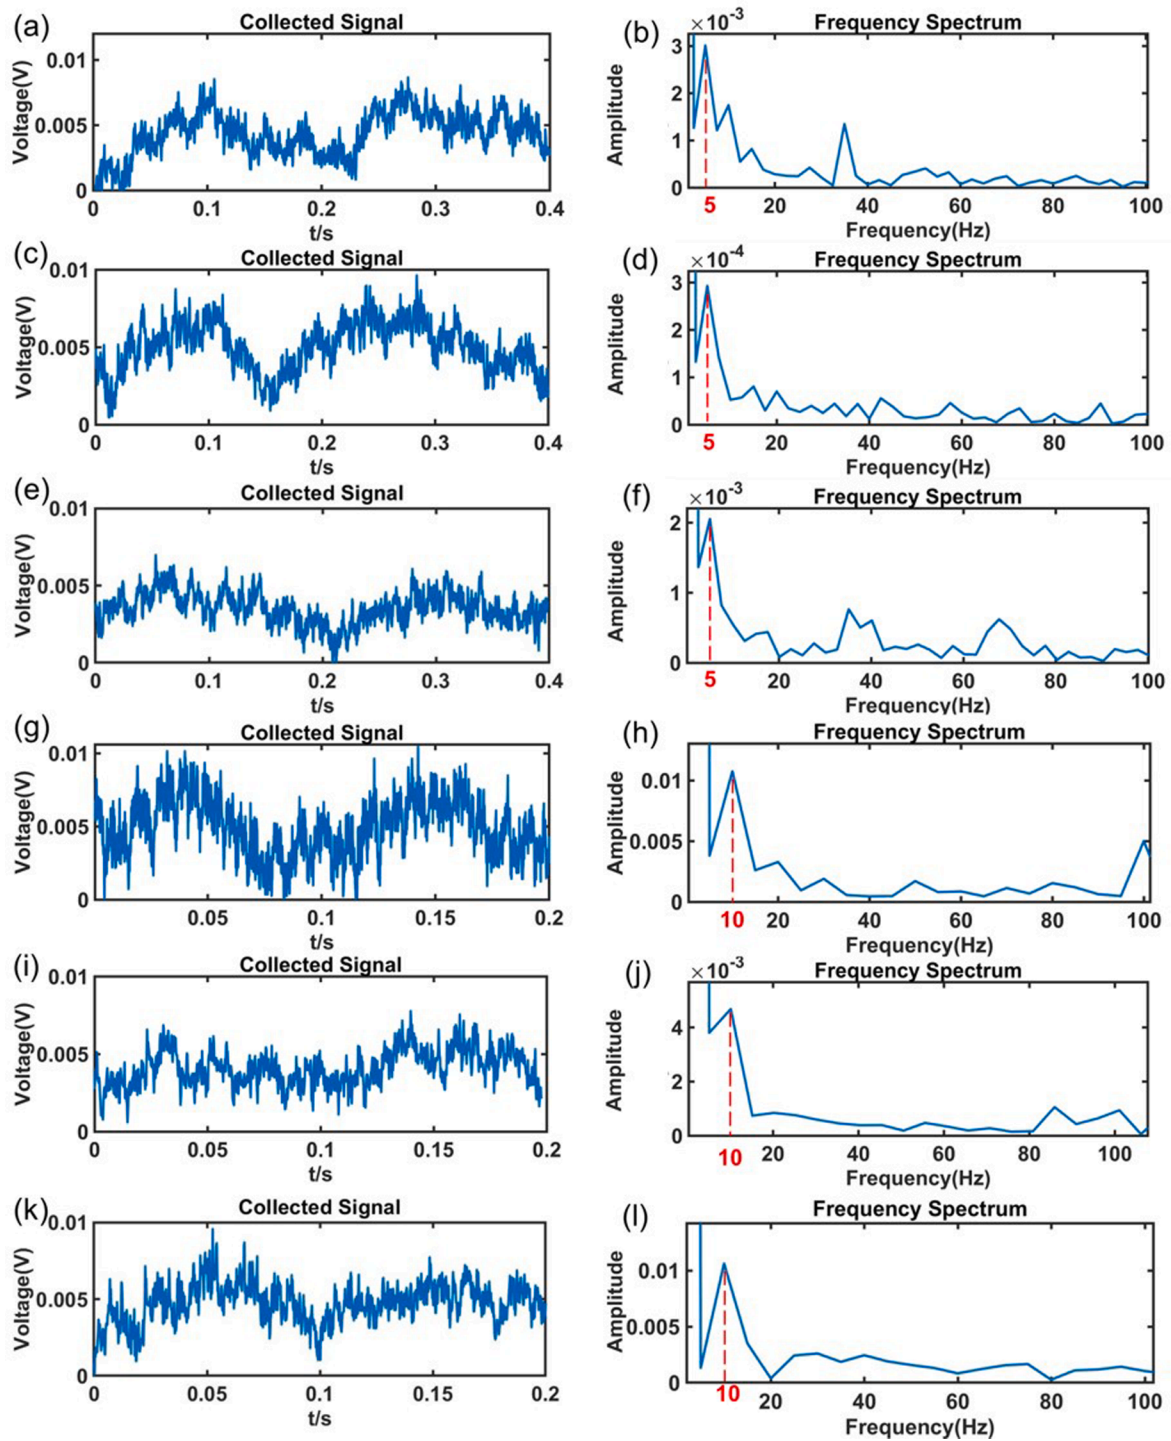 (a) Collected Signal
0.01
0.005
0
Voltage(V)
0 0.1 0.2 0.3 0.4
t/s
(b) Frequency Spectrum
×10⁻³
3
2
1
0
Amplitude
5 20 40 60 80 100
Frequency(Hz)
(c) Collected Signal
0.01
0.005
0
Voltage(V)
0 0.1 0.2 0.3 0.4
t/s
(d) Frequency Spectrum
×10⁻⁴
3
2
1
0
Amplitude
5 20 40 60 80 100
Frequency(Hz)
(e) Collected Signal
0.01
0.005
0
Voltage(V)
0 0.1 0.2 0.3 0.4
t/s
(f) Frequency Spectrum
×10⁻³
2
1
0
Amplitude
5 20 40 60 80 100
Frequency(Hz)
(g) Collected Signal
0.01
0.005
0
Voltage(V)
0.05 0.1 0.15 0.2
t/s
(h) Frequency Spectrum
0.01
0.005
0
Amplitude
10 20 40 60 80 100
Frequency(Hz)
(i) Collected Signal
0.01
0.005
0
Voltage(V)
0 0.05 0.1 0.15 0.2
t/s
(j) Frequency Spectrum
×10⁻³
4
2
0
Amplitude
10 20 40 60 80 100
Frequency(Hz)
(k) Collected Signal
0.01
0.005
0
Voltage(V)
0 0.05 0.1 0.15 0.2
t/s
(l) Frequency Spectrum
0.01
0.005
0
Amplitude
10 20 40 60 80 100
Frequency(Hz)